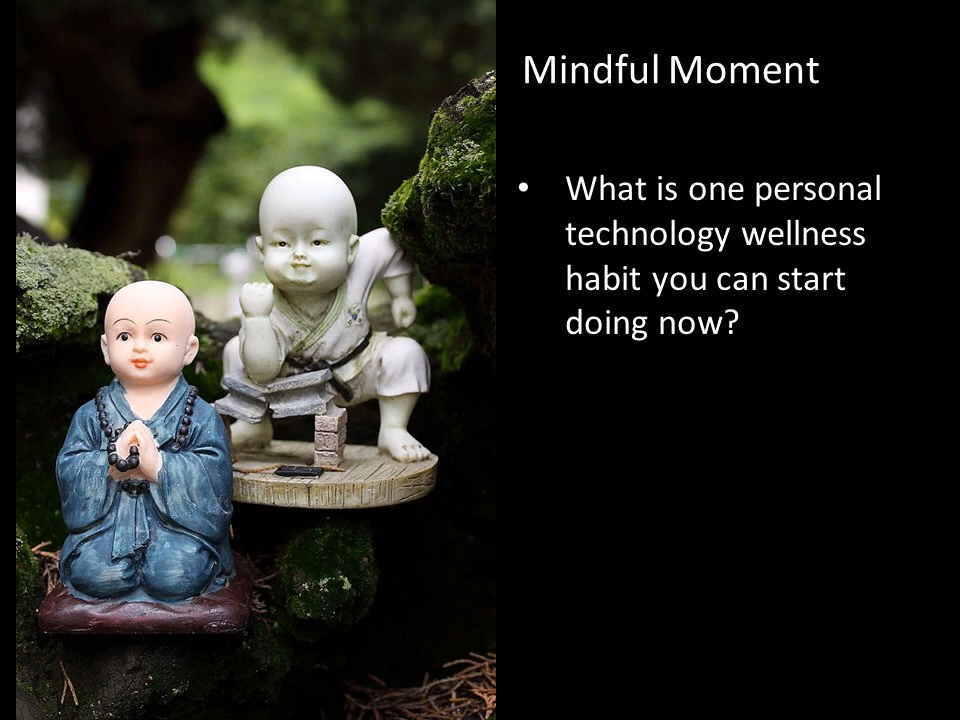 Mindful Moment
• What is one personal
technology wellness
habit you can start
doing now?